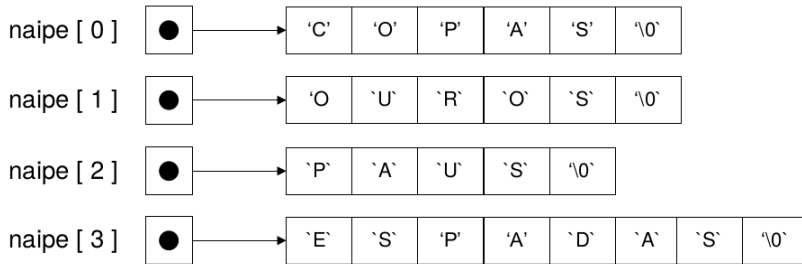 naipe [ 0 ] ‘C’ ‘O’ ‘P’ ‘A’ ‘S’ ‘\0‘
naipe [ 1 ] ‘O `U` `R` `O` `S` ‘\0`
naipe [ 2 ] `P` `A` `U` `S` ‘\0`
naipe [ 3 ] `E` `S` ‘P’ ‘A’ `D` `A` `S` ‘\0`